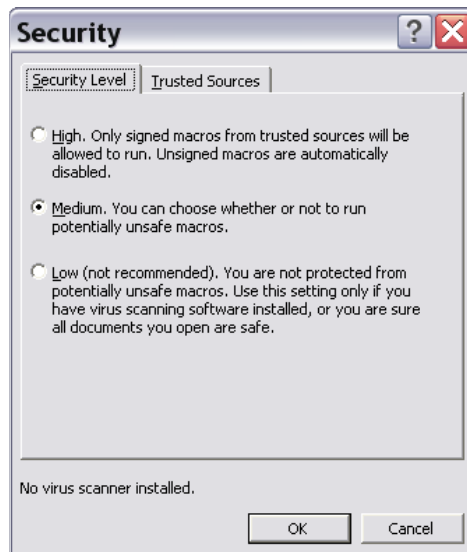 Security
Security Level Trusted Sources
High. Only signed macros from trusted sources will be
allowed to run. Unsigned macros are automatically
disabled.
Medium. You can choose whether or not to run
potentially unsafe macros.
Low (not recommended). You are not protected from
potentially unsafe macros. Use this setting only if you
have virus scanning software installed, or you are sure
all documents you open are safe.
No virus scanner installed.
OK Cancel